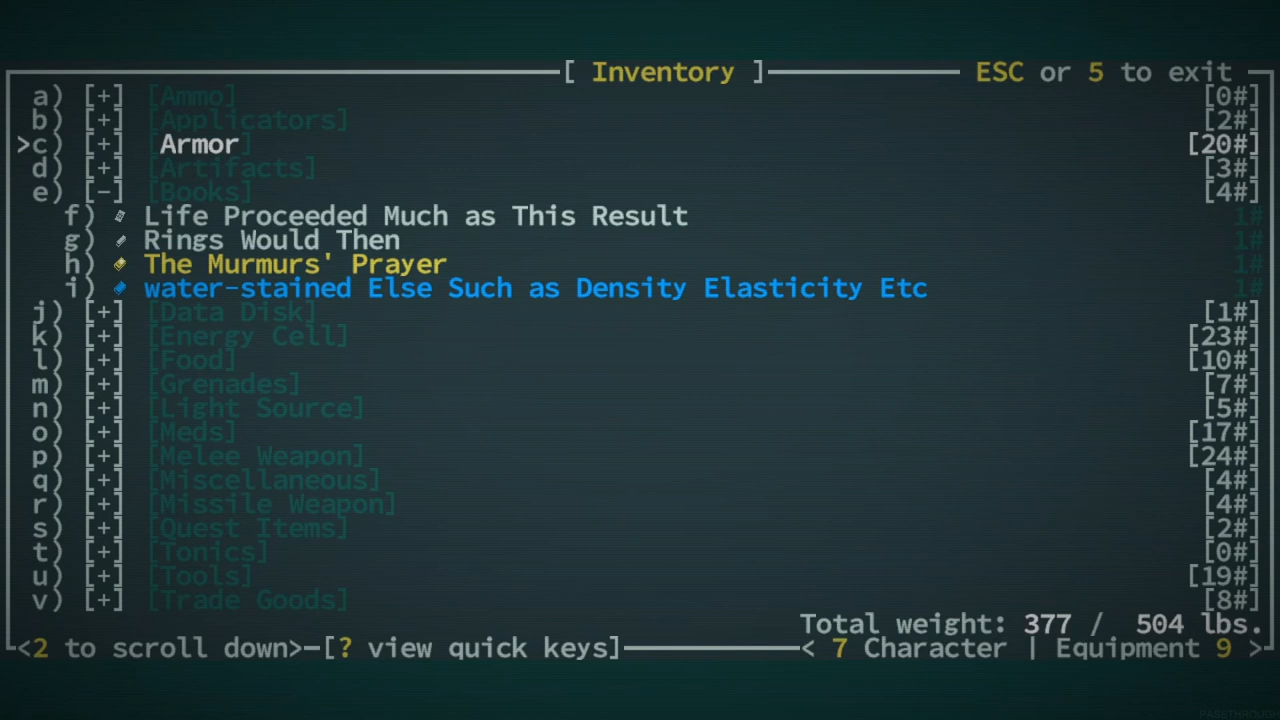 [ Inventory ] ESC or 5 to exit
a) [+] [Ammo] [0#]
b) [+] [Applicators] [2#]
>c) [+] [Armor] [20#]
d) [+] [Artifacts] [3#]
e) [-] [Books] [4#]
f) Life Proceeded Much as This Result 1#
g) Rings Would Then 1#
h) The Murmurs' Prayer 1#
i) water-stained Else Such as Density Elasticity Etc 1#
j) [+] [Data Disk] [1#]
k) [+] [Energy Cell] [23#]
l) [+] [Food] [10#]
m) [+] [Grenades] [7#]
n) [+] [Light Source] [5#]
o) [+] [Meds] [17#]
p) [+] [Melee Weapon] [24#]
q) [+] [Miscellaneous] [4#]
r) [+] [Missile Weapon] [4#]
s) [+] [Quest Items] [2#]
t) [+] [Tonics] [0#]
u) [+] [Tools] [19#]
v) [+] [Trade Goods] [8#]
Total weight: 377 / 504 lbs.
<2 to scroll down> [? view quick keys] < 7 Character | Equipment 9 >